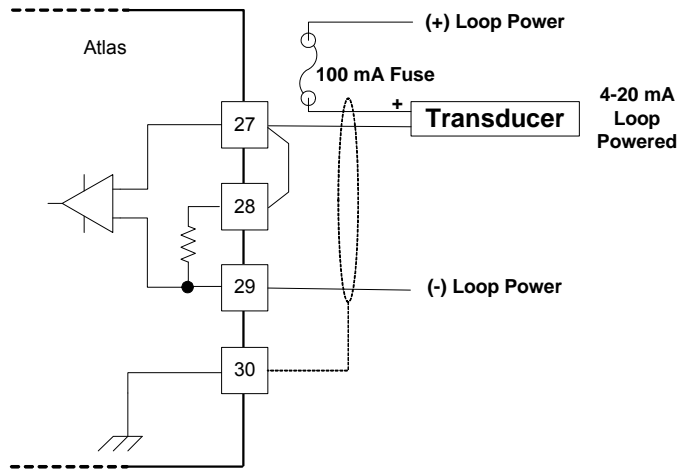 (+) Loop Power
Atlas
100 mA Fuse
+
Transducer
4-20 mA
Loop
Powered
27
28
29
(-) Loop Power
30